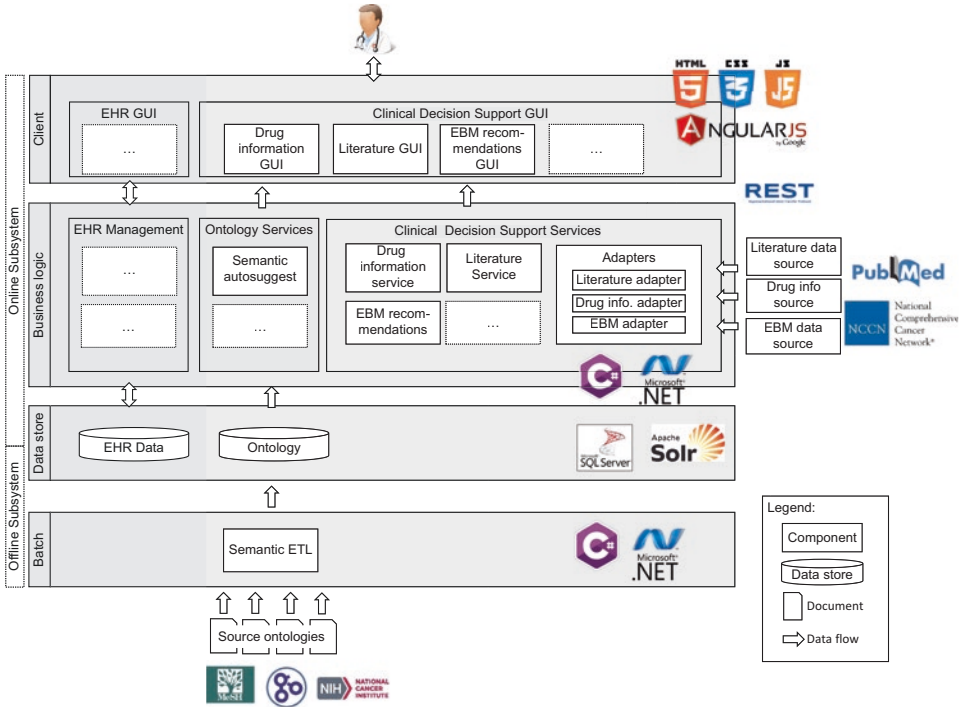 HTML
CSS
JS
5
3
JS
ANGULARJS
by Google
Online Subsystem
Offline Subsystem
Client
EHR GUI
...
Clinical Decision Support GUI
Drug
information
GUI
Literature GUI
EBM recom-
mendations
GUI
...
REST
Business logic
EHR Management
...
...
Ontology Services
Semantic
autosuggest
...
Clinical Decision Support Services
Drug
information
service
Literature
Service
EBM recom-
mendations
...
Adapters
Literature adapter
Drug info. adapter
EBM adapter
Literature data
source
Drug info
source
EBM data
source
PubMed
NCCN
National
Comprehensive
Cancer
Network®
C#
Microsoft®
.NET
Data store
EHR Data
Ontology
Microsoft
SQL Server
Apache
Solr
Batch
Semantic ETL
C#
Microsoft®
.NET
Source ontologies
MeSH
go
NIH
NATIONAL
CANCER
INSTITUTE
Legend:
Component
Data store
Document
Data flow